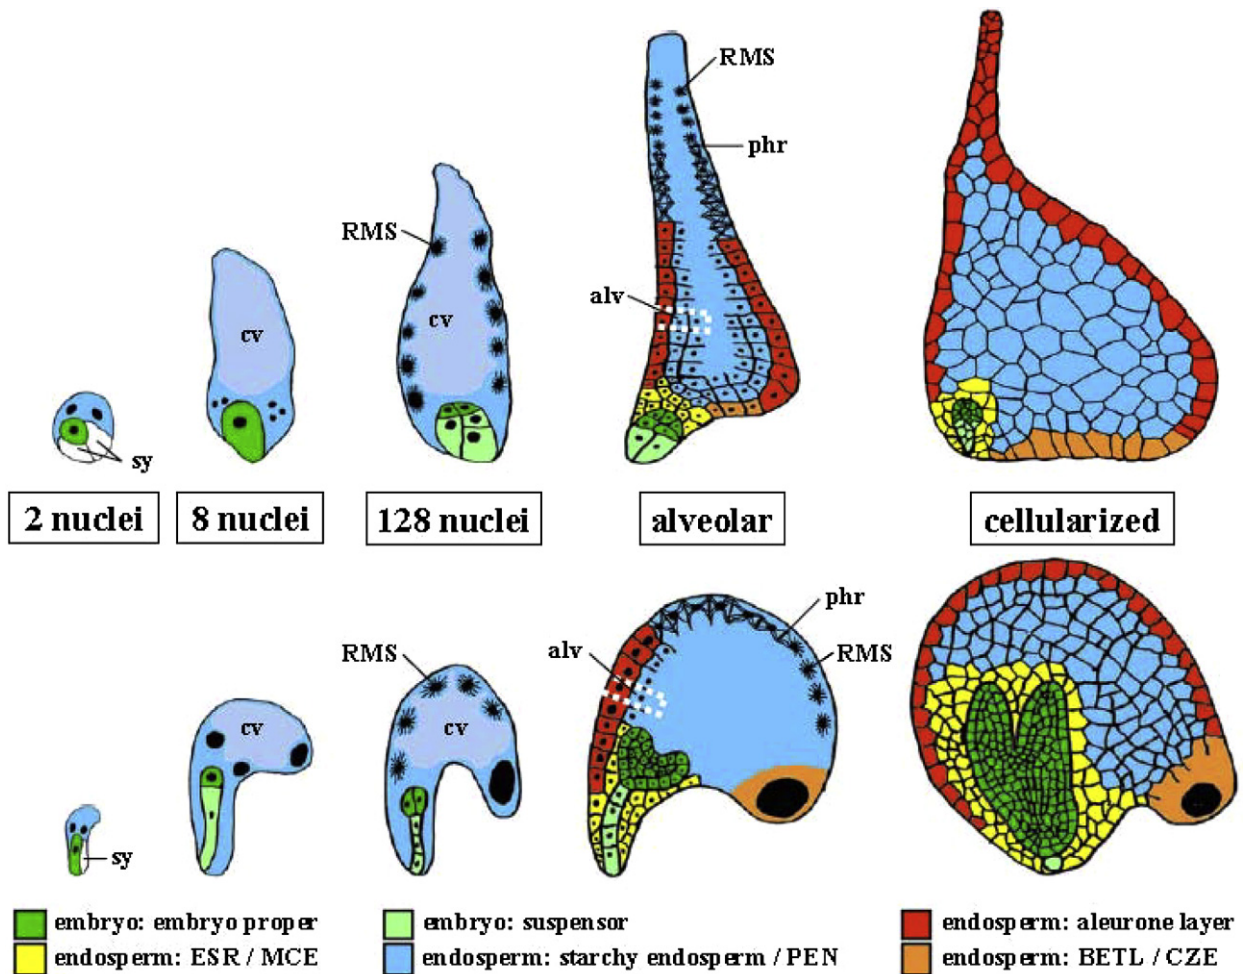 RMS
phr
RMS
alv
cv
cv
sy
2 nuclei
8 nuclei
128 nuclei
alveolar
cellularized
phr
RMS
alv
RMS
cv
cv
sy
embryo: embryo proper
embryo: suspensor
endosperm: aleurone layer
endosperm: ESR / MCE
endosperm: starchy endosperm / PEN
endosperm: BETL / CZE